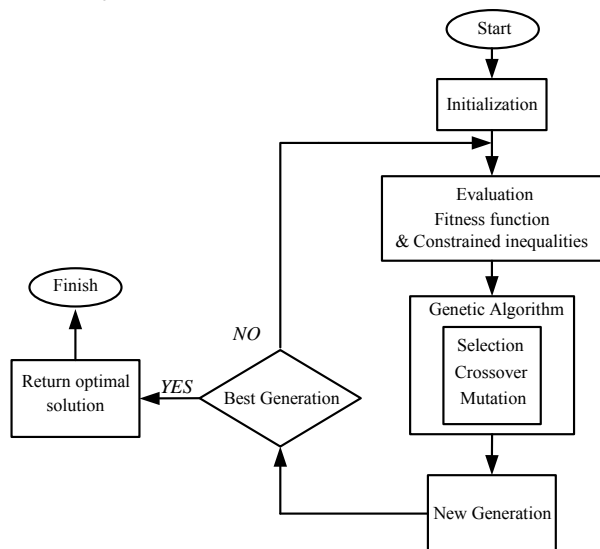 Start
Initialization
Evaluation
Fitness function
& Constrained inequalities
Genetic Algorithm
Selection
Crossover
Mutation
New Generation
Best Generation
NO
YES
Return optimal
solution
Finish